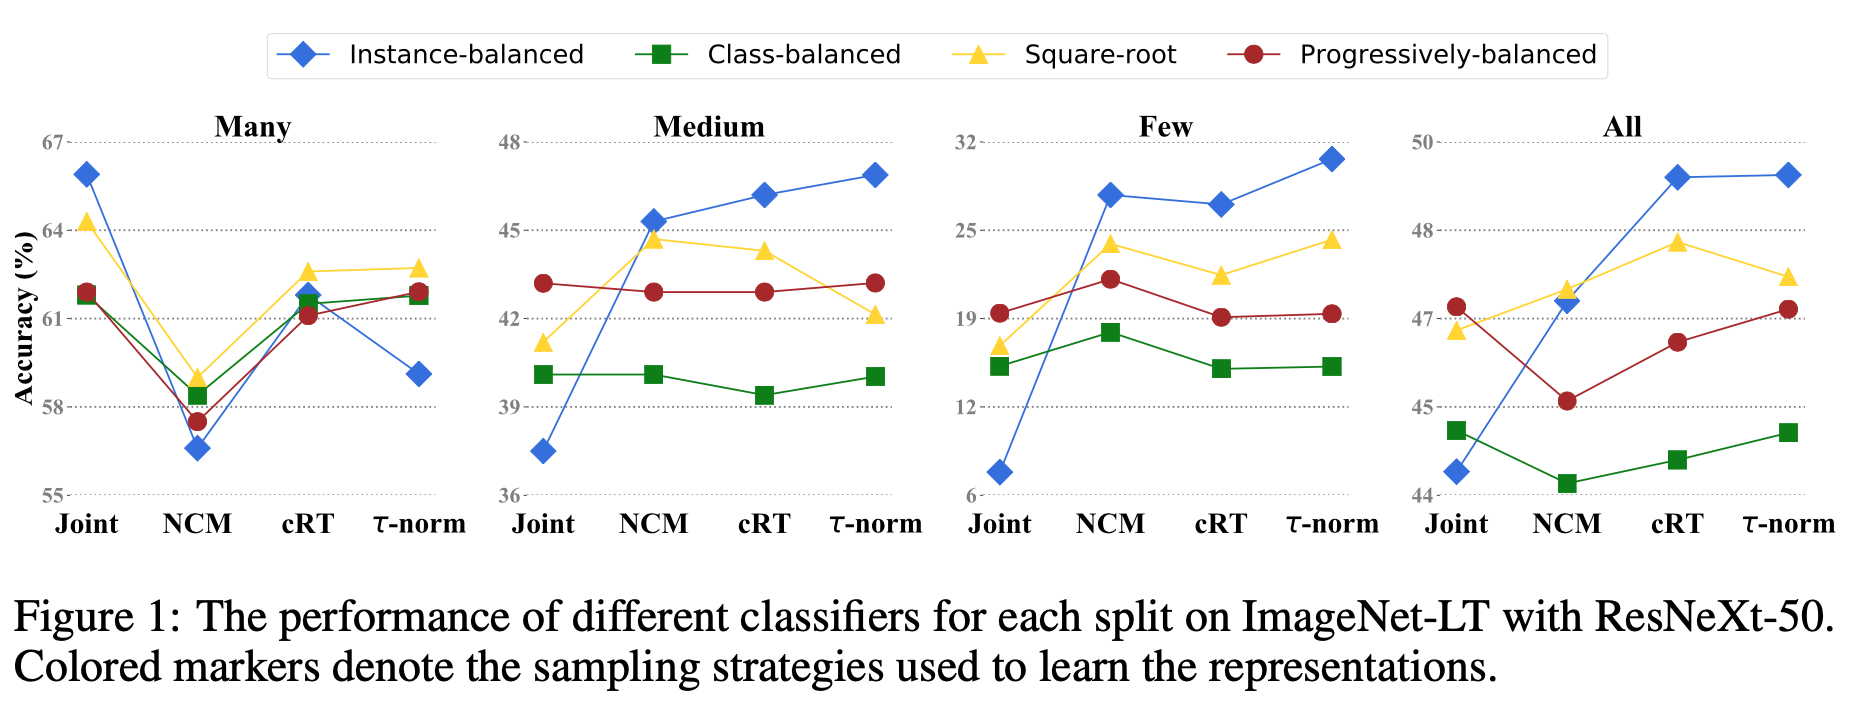 Instance-balanced Class-balanced Square-root Progressively-balanced
Many Medium Few All
Accuracy (%)
67 48 32 50
64 45 25 48
61 42 19 47
58 39 12 45
55 36 6 44
Joint NCM cRT τ-norm Joint NCM cRT τ-norm Joint NCM cRT τ-norm Joint NCM cRT τ-norm
Figure 1: The performance of different classifiers for each split on ImageNet-LT with ResNeXt-50.
Colored markers denote the sampling strategies used to learn the representations.